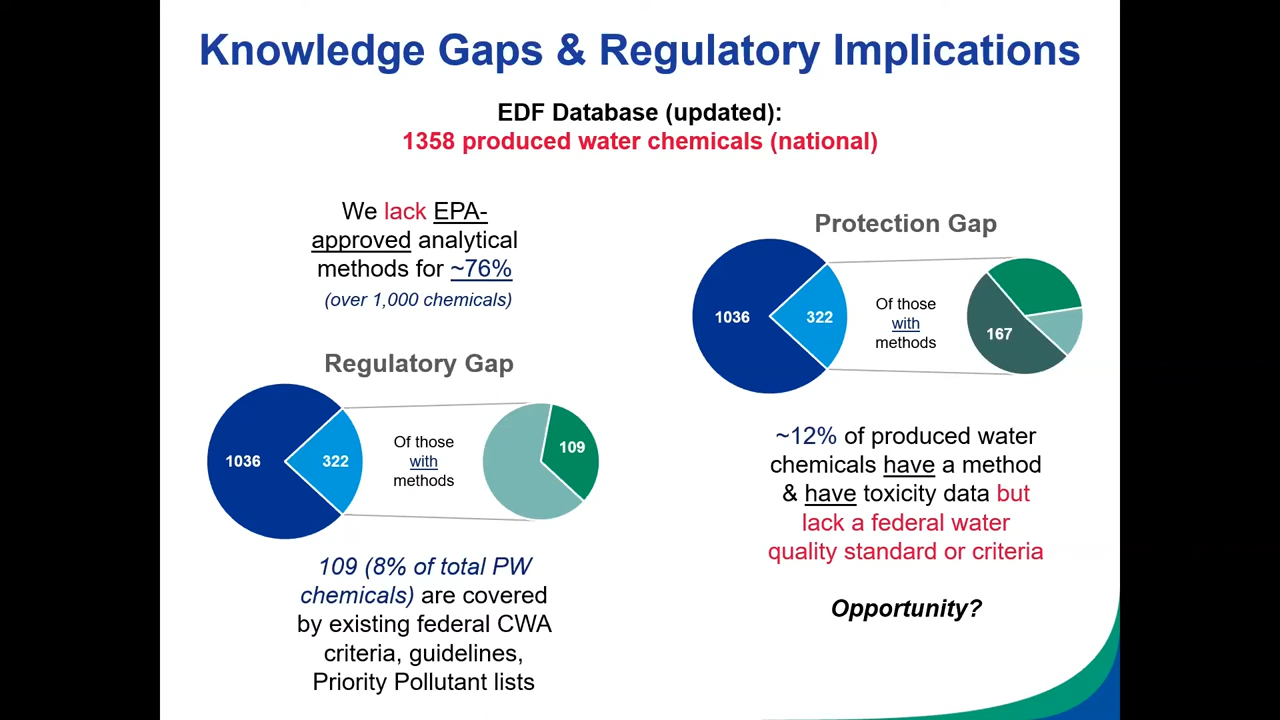 Knowledge Gaps & Regulatory Implications
EDF Database (updated):
1358 produced water chemicals (national)
We lack EPA-
approved analytical
methods for ~76%
(over 1,000 chemicals)
Regulatory Gap
1036
322
Of those
with
methods
109
109 (8% of total PW
chemicals) are covered
by existing federal CWA
criteria, guidelines,
Priority Pollutant lists
Protection Gap
1036
322
Of those
with
methods
167
~12% of produced water
chemicals have a method
& have toxicity data but
lack a federal water
quality standard or criteria
Opportunity?